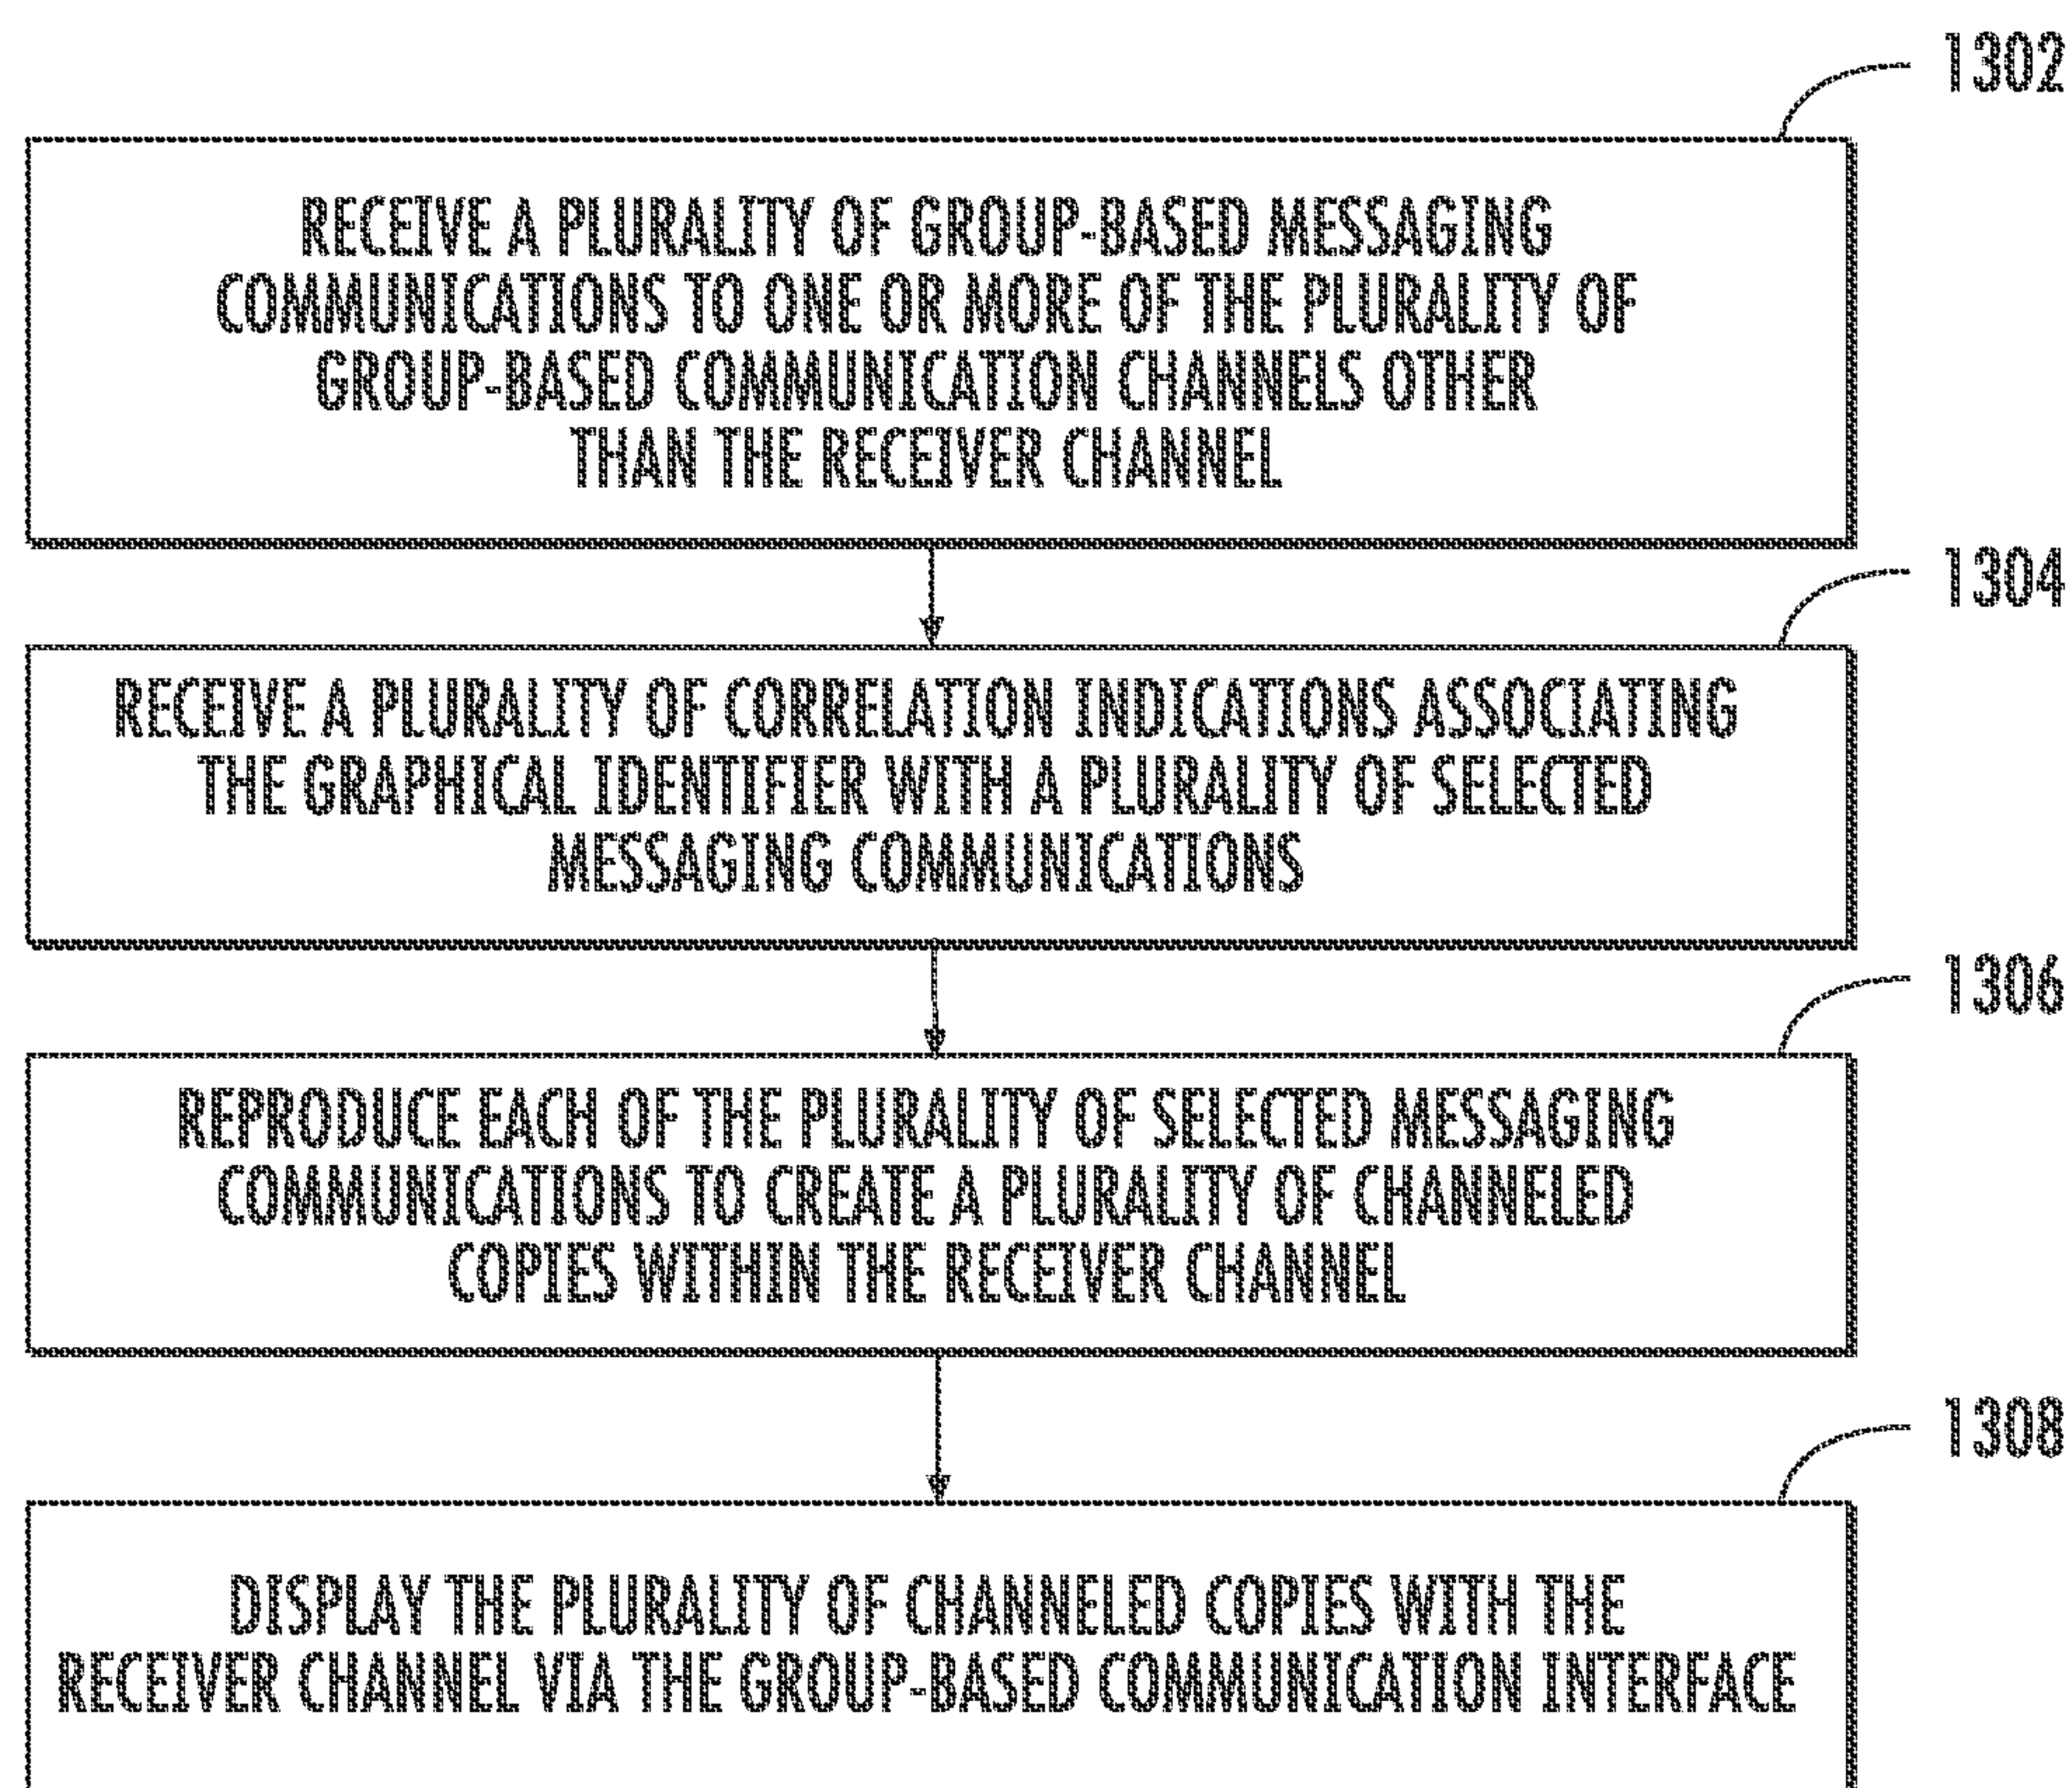 1302
RECEIVE A PLURALITY OF GROUP-BASED MESSAGING
COMMUNICATIONS TO ONE OR MORE OF THE PLURALITY OF
GROUP-BASED COMMUNICATION CHANNELS OTHER
THAN THE RECEIVER CHANNEL
1304
RECEIVE A PLURALITY OF CORRELATION INDICATIONS ASSOCIATING
THE GRAPHICAL IDENTIFIER WITH A PLURALITY OF SELECTED
MESSAGING COMMUNICATIONS
1306
REPRODUCE EACH OF THE PLURALITY OF SELECTED MESSAGING
COMMUNICATIONS TO CREATE A PLURALITY OF CHANNELED
COPIES WITHIN THE RECEIVER CHANNEL
1308
DISPLAY THE PLURALITY OF CHANNELED COPIES WITH THE
RECEIVER CHANNEL VIA THE GROUP-BASED COMMUNICATION INTERFACE